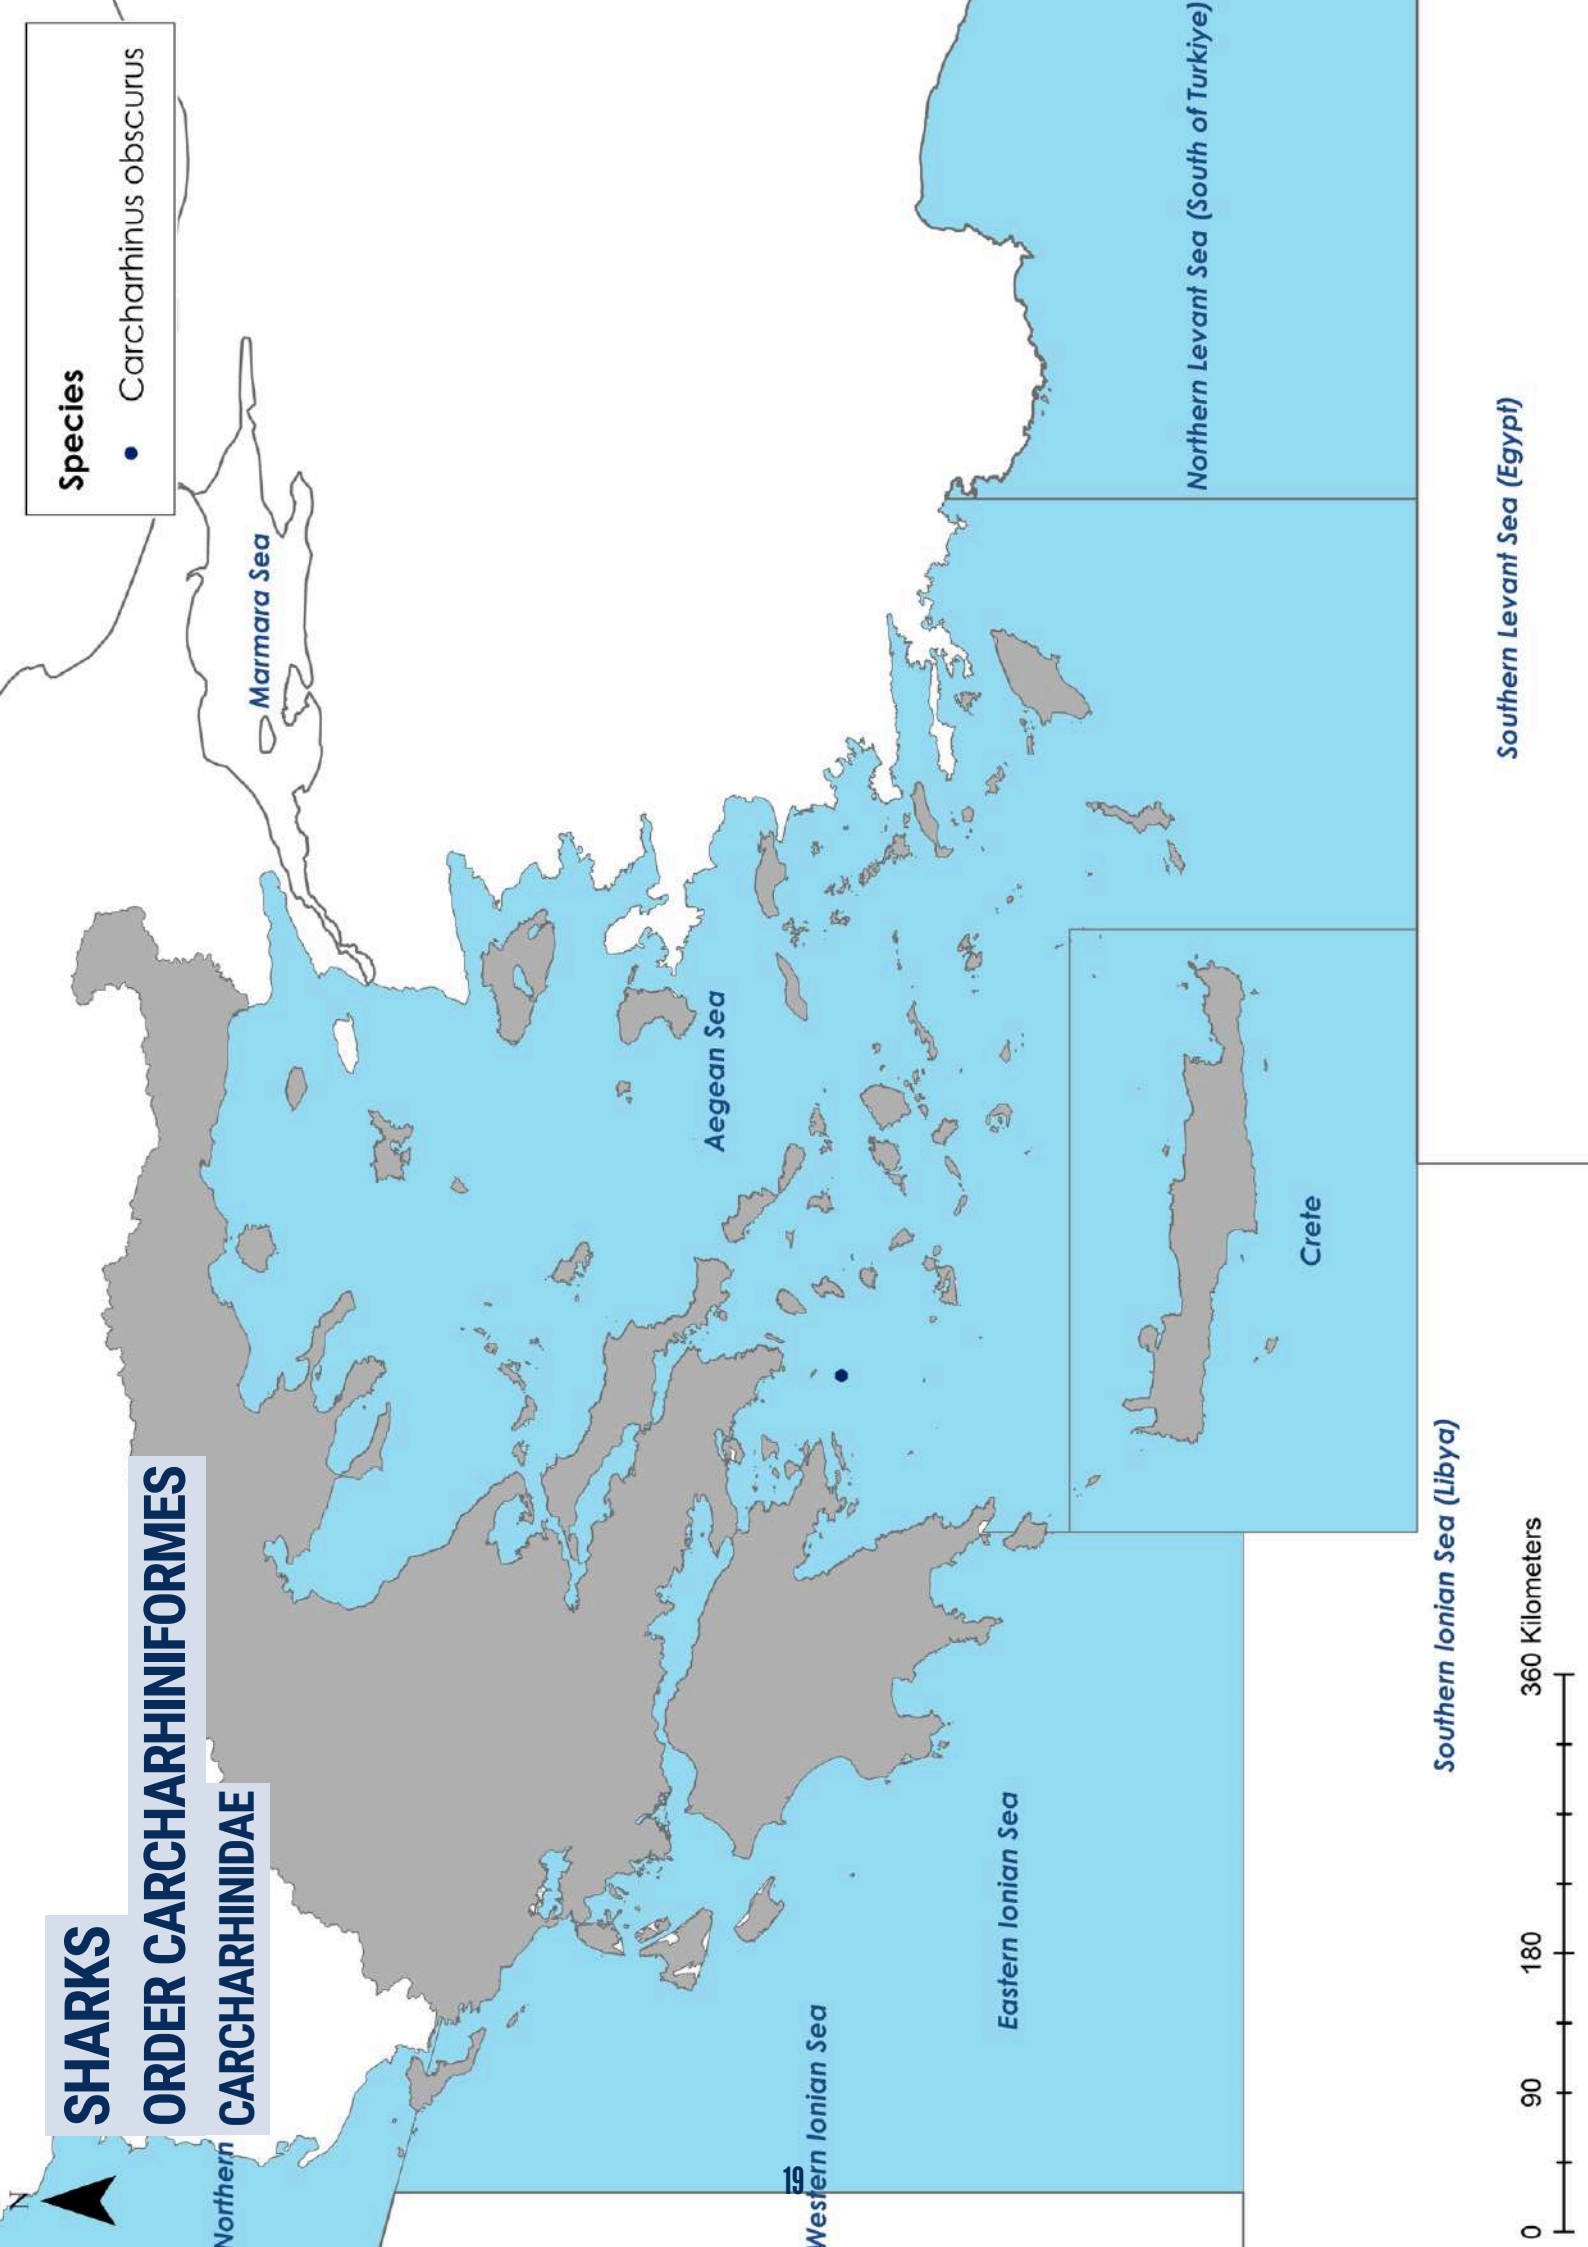 SHARKS
ORDER CARCHARHINIFORMES
CARCHARHINIDAE
N
Species
Carcharhinus obscurus
Northern
Marmara Sea
Aegean Sea
Western Ionian Sea
Eastern Ionian Sea
Crete
Northern Levant Sea (South of Turkiye)
Southern Ionian Sea (Libya)
Southern Levant Sea (Egypt)
0 90 180 360 Kilometers
19